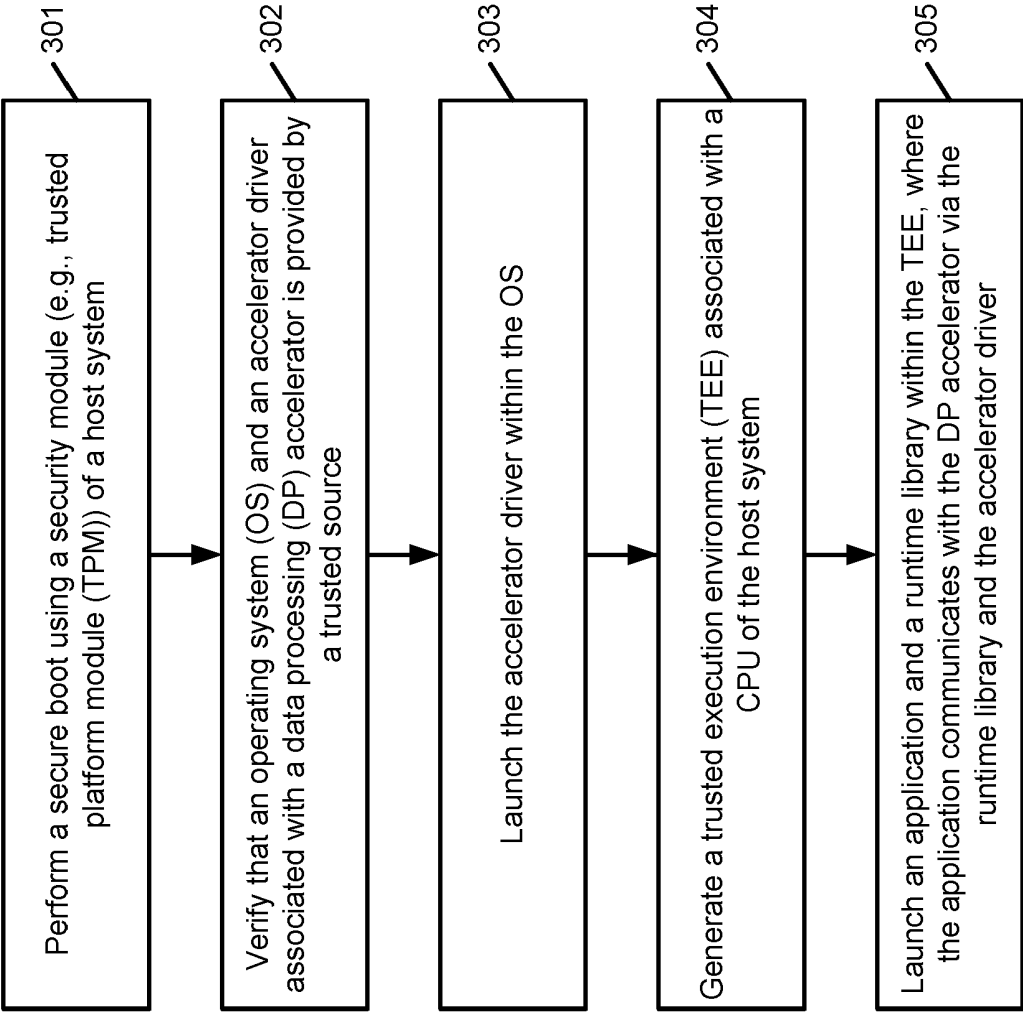 301
Perform a secure boot using a security module (e.g., trusted
platform module (TPM)) of a host system
302
Verify that an operating system (OS) and an accelerator driver
associated with a data processing (DP) accelerator is provided by
a trusted source
303
Launch the accelerator driver within the OS
304
Generate a trusted execution environment (TEE) associated with a
CPU of the host system
305
Launch an application and a runtime library within the TEE, where
the application communicates with the DP accelerator via the
runtime library and the accelerator driver